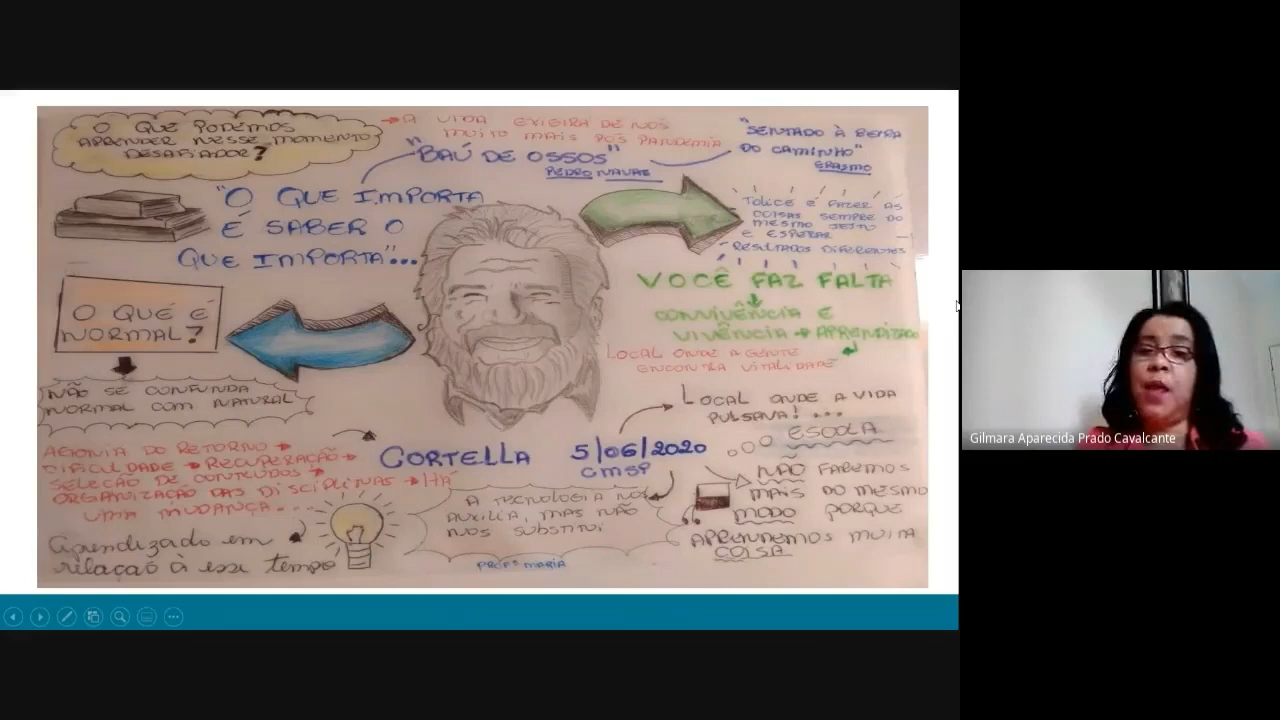 O QUE PODEMOS
APRENDER NESSE MOMENTO
DESAFIADOR?
A VIDA EXIGIRÁ DE NÓS
MUITO MAIS PÓS PANDEMIA
"BAÚ DE OSSOS"
PEDRO NAVAE
"SENTADO À BEIRA
DO CAMINHO"
ERASMO
"O QUE IMPORTA
É SABER O
QUE IMPORTA"...
TOLICE É FAZER AS
COISAS SEMPRE DO
MESMO JEITO
E ESPERAR
RESULTADOS DIFERENTES
VOCÊ FAZ FALTA
CONVIVÊNCIA E
VIVÊNCIA → APRENDIZADO
LOCAL ONDE A GENTE
ENCONTRA VITALIDADE
O QUE É
NORMAL?
NÃO SE CONFUNDA
NORMAL COM NATURAL
LOCAL ONDE A VIDA
PULSAVA! ...
ESCOLA
AGONIA DO RETORNO →
DIFICULDADE → RECUPERAÇÃO →
SELEÇÃO DE CONTEÚDOS →
ORGANIZAÇÃO DAS DISCIPLINAS → HÁ
UMA MUDANÇA...
CORTELLA 5/06/2020
CMSP
NÃO FAREMOS
MAIS DO MESMO
MODO PORQUE
APRENDEMOS MUITA
COISA
A TECNOLOGIA NOS
AUXILIA, MAS NÃO
NOS SUBSTITUI
Aprendizado em
relação à esse tempo
PROFª MARIA
Gilmara Aparecida Prado Cavalcante